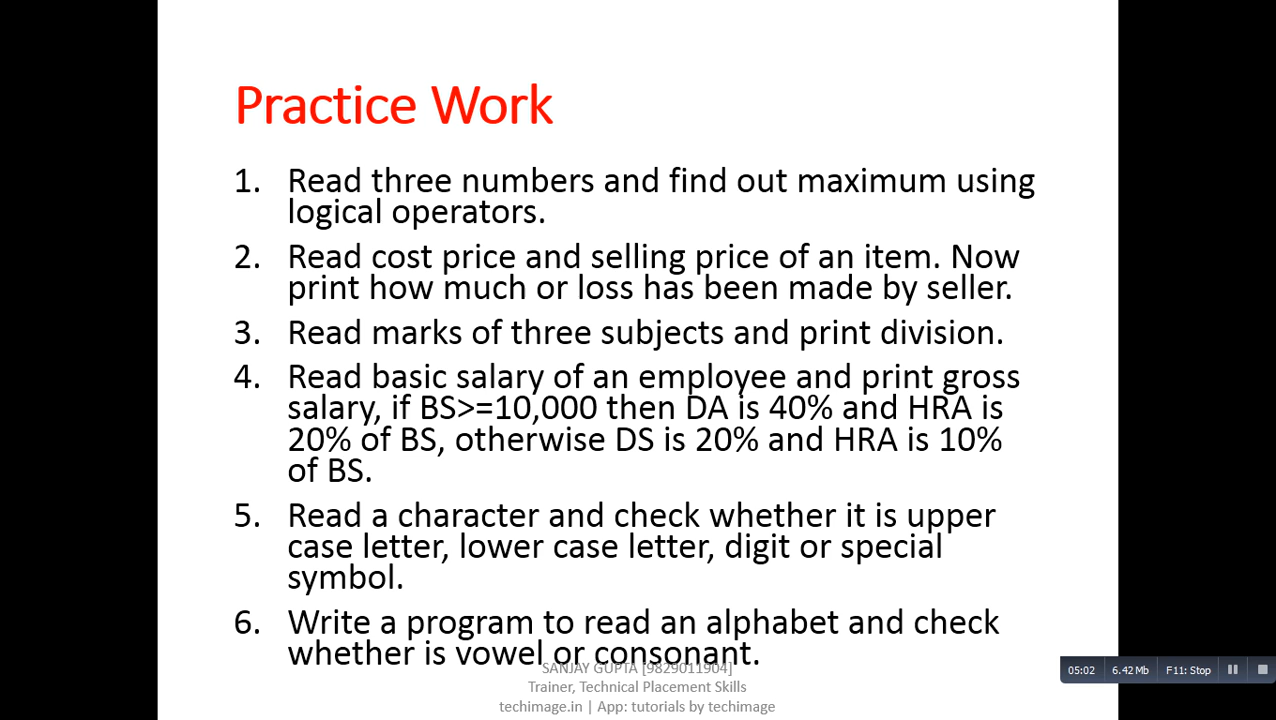 Practice Work
1. Read three numbers and find out maximum using
logical operators.
2. Read cost price and selling price of an item. Now
print how much or loss has been made by seller.
3. Read marks of three subjects and print division.
4. Read basic salary of an employee and print gross
salary, if BS>=10,000 then DA is 40% and HRA is
20% of BS, otherwise DS is 20% and HRA is 10%
of BS.
5. Read a character and check whether it is upper
case letter, lower case letter, digit or special
symbol.
6. Write a program to read an alphabet and check
whether is vowel or consonant.
SANJAY GUPTA [9829011904]
Trainer, Technical Placement Skills
techimage.in | App: tutorials by techimage
05:02 6.42 Mb F11: Stop